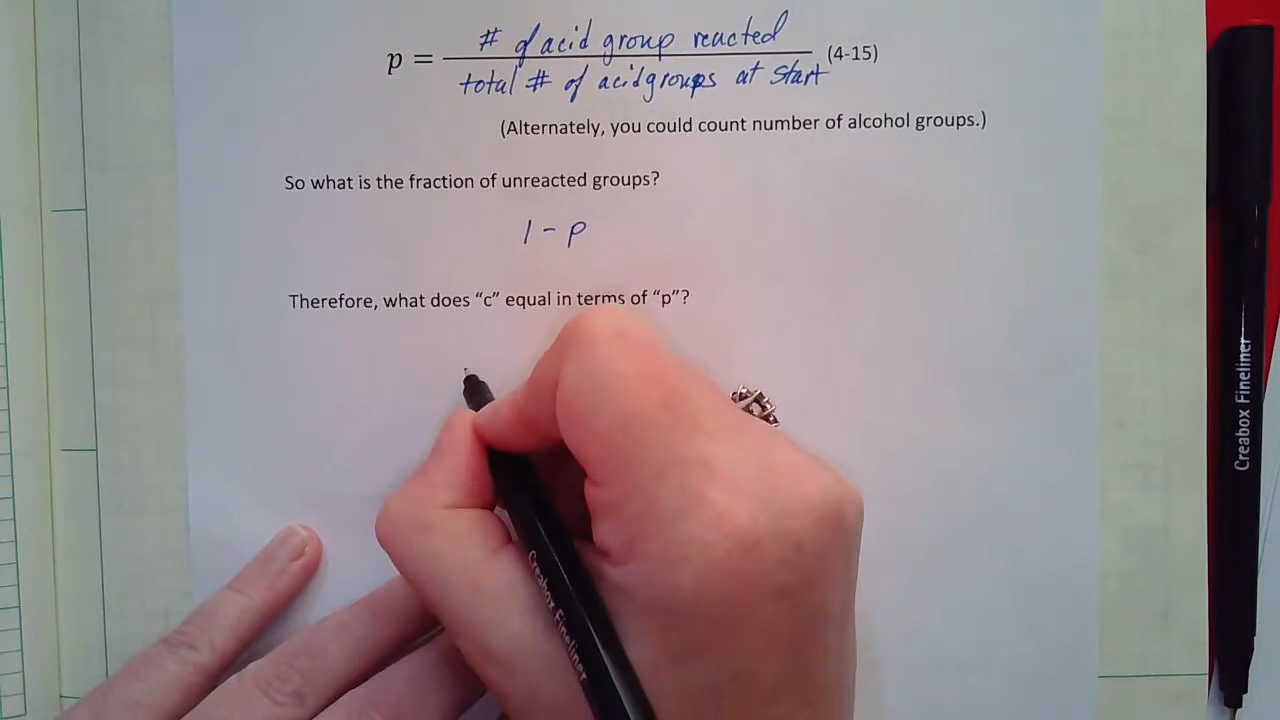 # of acid group reacted
p = (4-15)
total # of acid groups at start
(Alternately, you could count number of alcohol groups.)
So what is the fraction of unreacted groups?
1 - p
Therefore, what does “c” equal in terms of “p”?
Creabox Fineliner
Creabox Fineliner